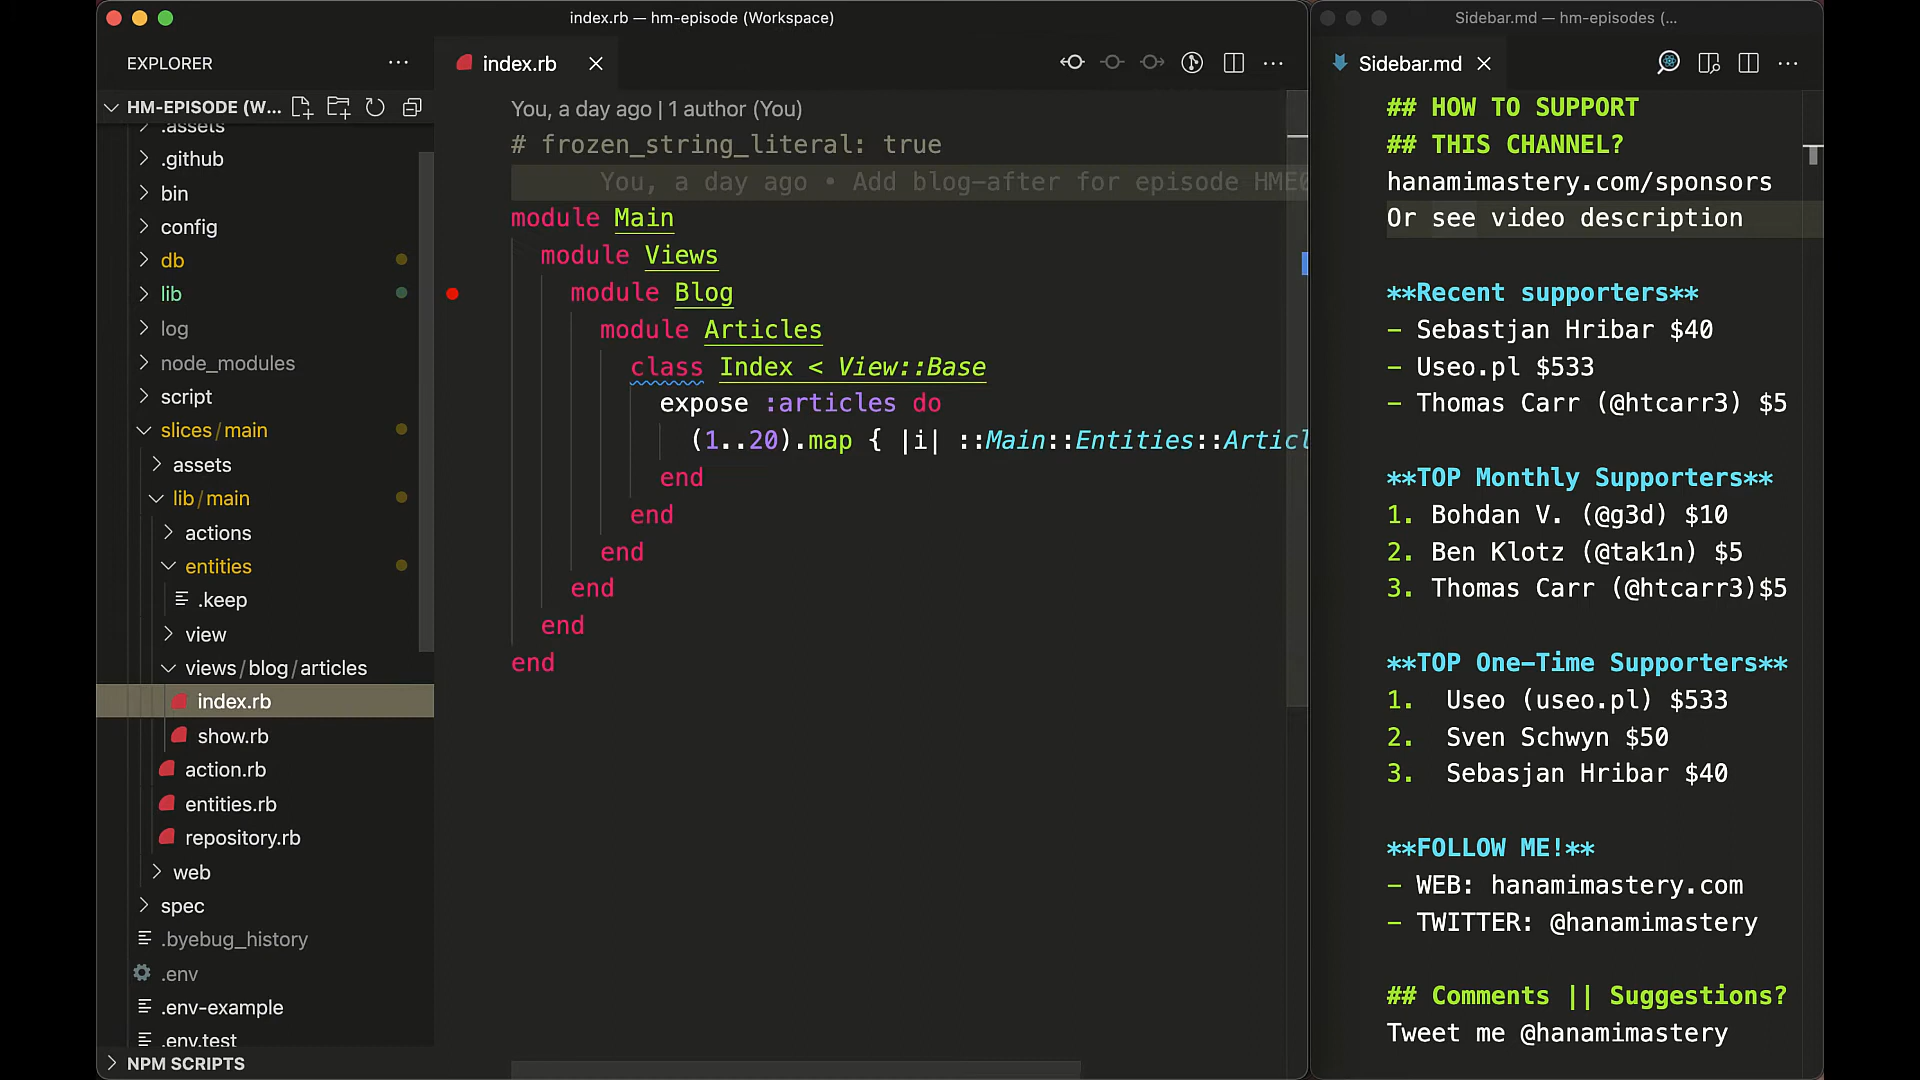 index.rb — hm-episode (Workspace)
EXPLORER
HM-EPISODE (W...
.assets
.github
bin
config
db
lib
log
node_modules
script
slices/main
assets
lib/main
actions
entities
.keep
view
views/blog/articles
index.rb
show.rb
action.rb
entities.rb
repository.rb
web
spec
.byebug_history
.env
.env-example
.env.test
NPM SCRIPTS
index.rb
You, a day ago | 1 author (You)
# frozen_string_literal: true
You, a day ago • Add blog-after for episode
module Main
module Views
module Blog
module Articles
class Index < View::Base
expose :articles do
(1..20).map { |i| ::Main::Entities::Articl
end
end
end
end
end
end
Sidebar.md — hm-episodes (...
Sidebar.md
## HOW TO SUPPORT
## THIS CHANNEL?
hanamimastery.com/sponsors
Or see video description
**Recent supporters**
- Sebastjan Hribar $40
- Useo.pl $533
- Thomas Carr (@htcarr3) $5
**TOP Monthly Supporters**
1. Bohdan V. (@g3d) $10
2. Ben Klotz (@tak1n) $5
3. Thomas Carr (@htcarr3)$5
**TOP One-Time Supporters**
1. Useo (useo.pl) $533
2. Sven Schwyn $50
3. Sebasjan Hribar $40
**FOLLOW ME!**
- WEB: hanamimastery.com
- TWITTER: @hanamimastery
## Comments || Suggestions?
Tweet me @hanamimastery